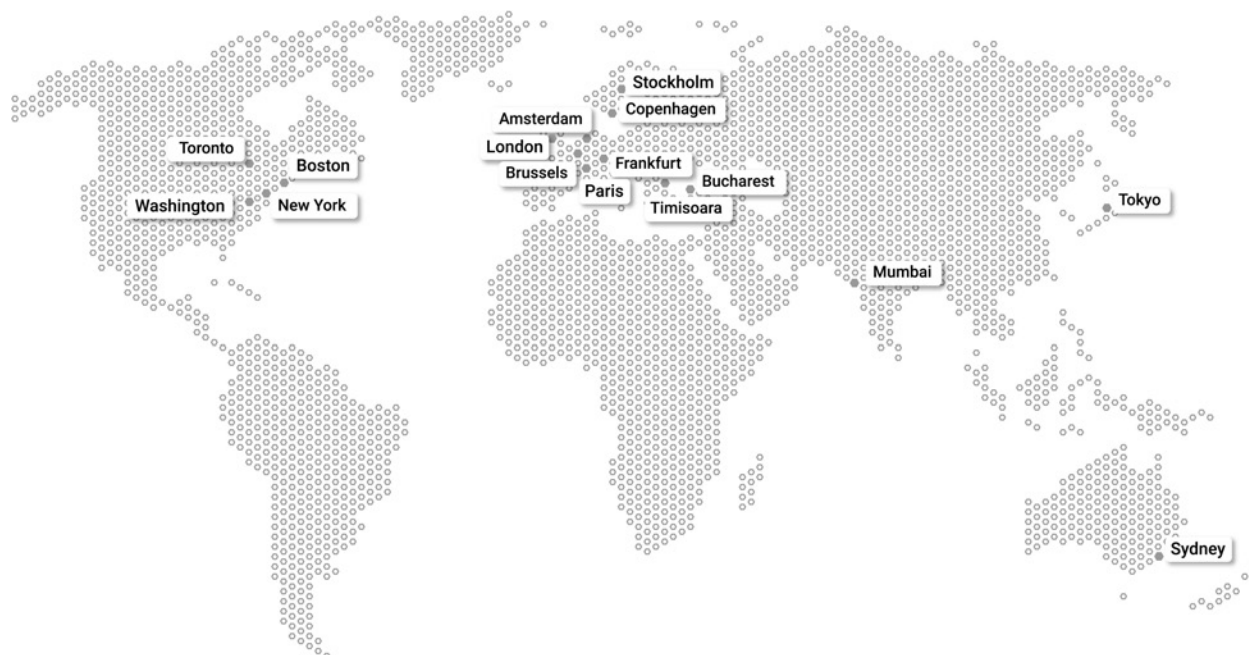 Stockholm
Copenhagen
Amsterdam
London
Toronto
Boston
Brussels
Frankfurt
Paris
Bucharest
Washington
New York
Timisoara
Tokyo
Mumbai
Sydney